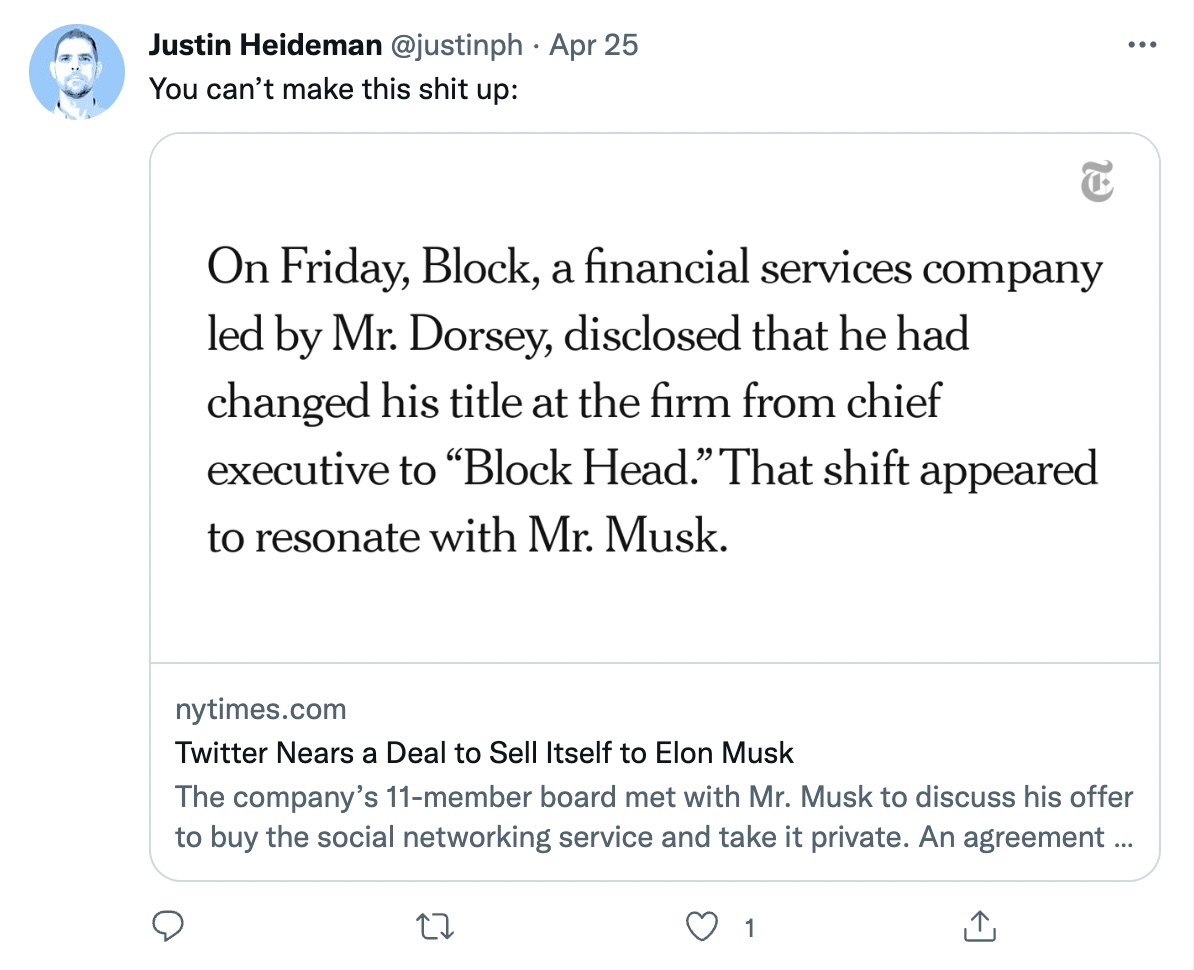 Justin Heideman @justinph · Apr 25
You can’t make this shit up:
On Friday, Block, a financial services company
led by Mr. Dorsey, disclosed that he had
changed his title at the firm from chief
executive to “Block Head.” That shift appeared
to resonate with Mr. Musk.
nytimes.com
Twitter Nears a Deal to Sell Itself to Elon Musk
The company’s 11-member board met with Mr. Musk to discuss his offer
to buy the social networking service and take it private. An agreement ...
1